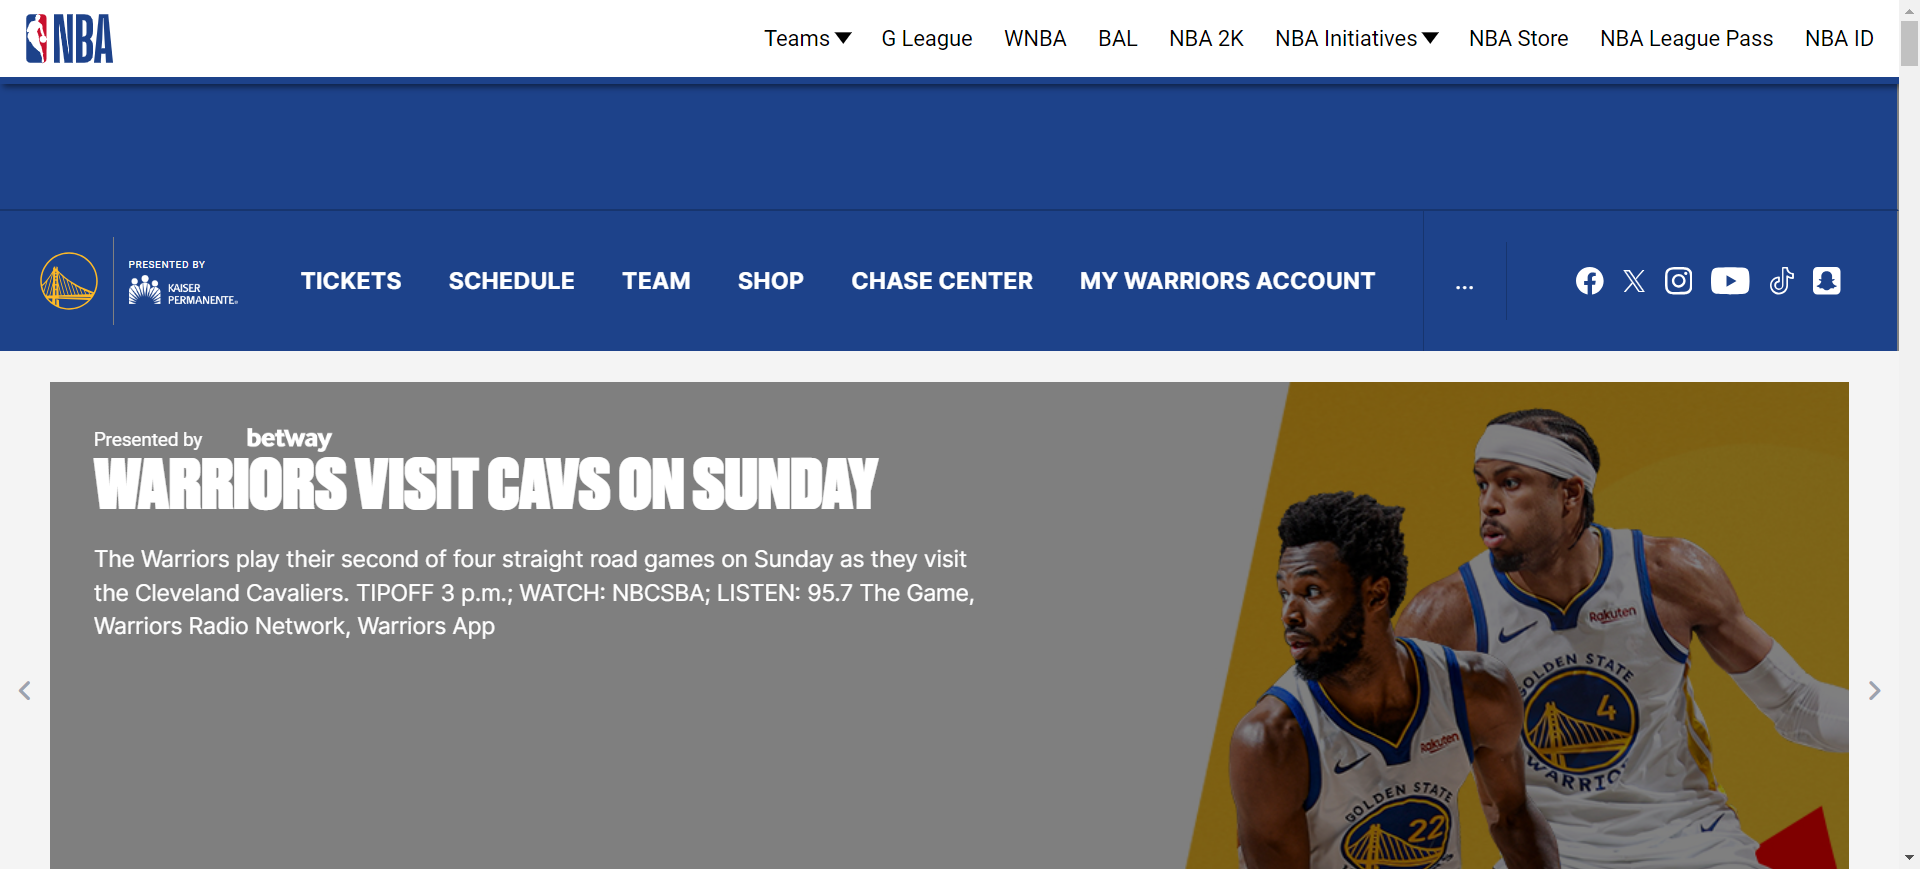 NBA
Teams G League WNBA BAL NBA 2K NBA Initiatives NBA Store NBA League Pass NBA ID
PRESENTED BY
KAISER
PERMANENTE®
TICKETS SCHEDULE TEAM SHOP CHASE CENTER MY WARRIORS ACCOUNT ...
Presented by betway
WARRIORS VISIT CAVS ON SUNDAY
The Warriors play their second of four straight road games on Sunday as they visit
the Cleveland Cavaliers. TIPOFF 3 p.m.; WATCH: NBCSBA; LISTEN: 95.7 The Game,
Warriors Radio Network, Warriors App
Rakuten
GOLDEN STATE
4
WARRIO
Rakuten
GOLDEN STATE
22